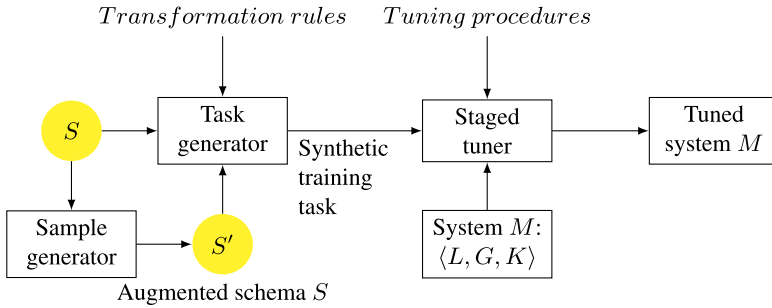 Transformation rules
Tuning procedures
S
Task
generator
Synthetic
training
task
Staged
tuner
Tuned
system M
Sample
generator
S′
System M:
⟨L, G, K⟩
Augmented schema S